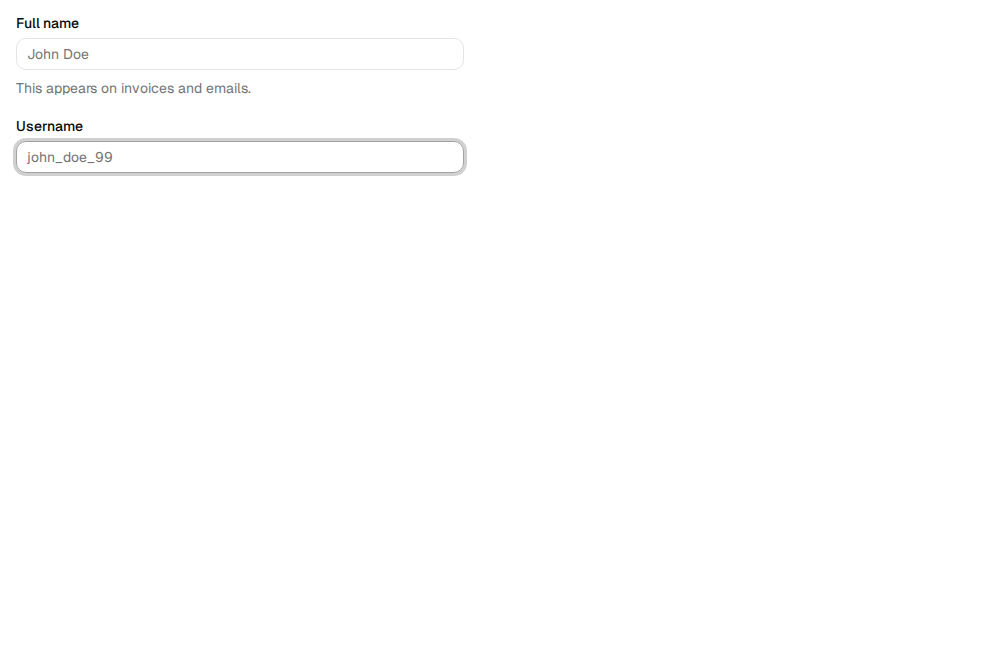 Full name
John Doe
This appears on invoices and emails.
Username
john_doe_99